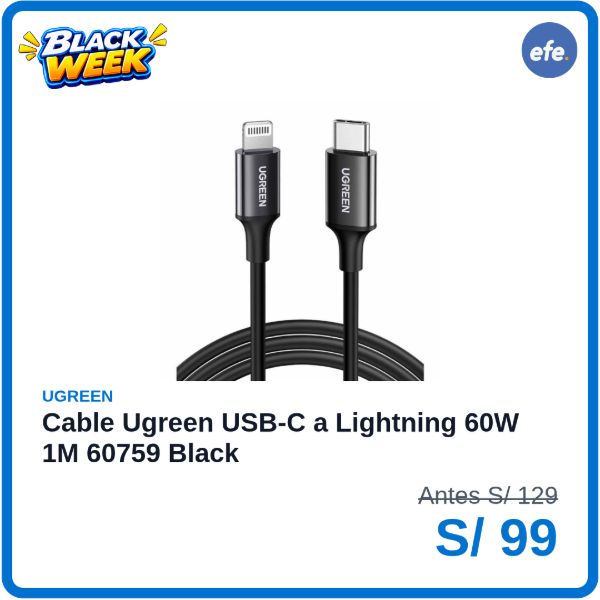 BLACK
WEEK
efe.
UGREEN
UGREEN
UGREEN
Cable Ugreen USB-C a Lightning 60W
1M 60759 Black
Antes S/ 129
S/ 99